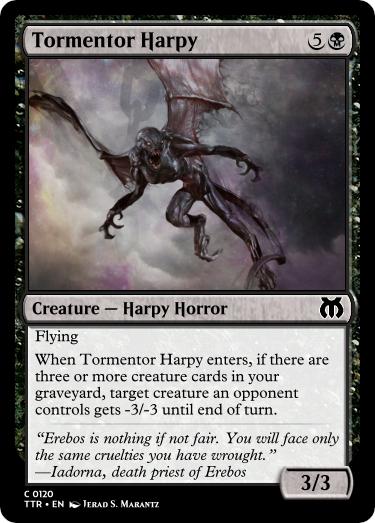 Tormentor Harpy 5
Creature — Harpy Horror
Flying
When Tormentor Harpy enters, if there are
three or more creature cards in your
graveyard, target creature an opponent
controls gets -3/-3 until end of turn.
"Erebos is nothing if not fair. You will face only
the same cruelties you have wrought."
—Iadorna, death priest of Erebos
3/3
C 0120
TTR • EN Jerad S. Marantz